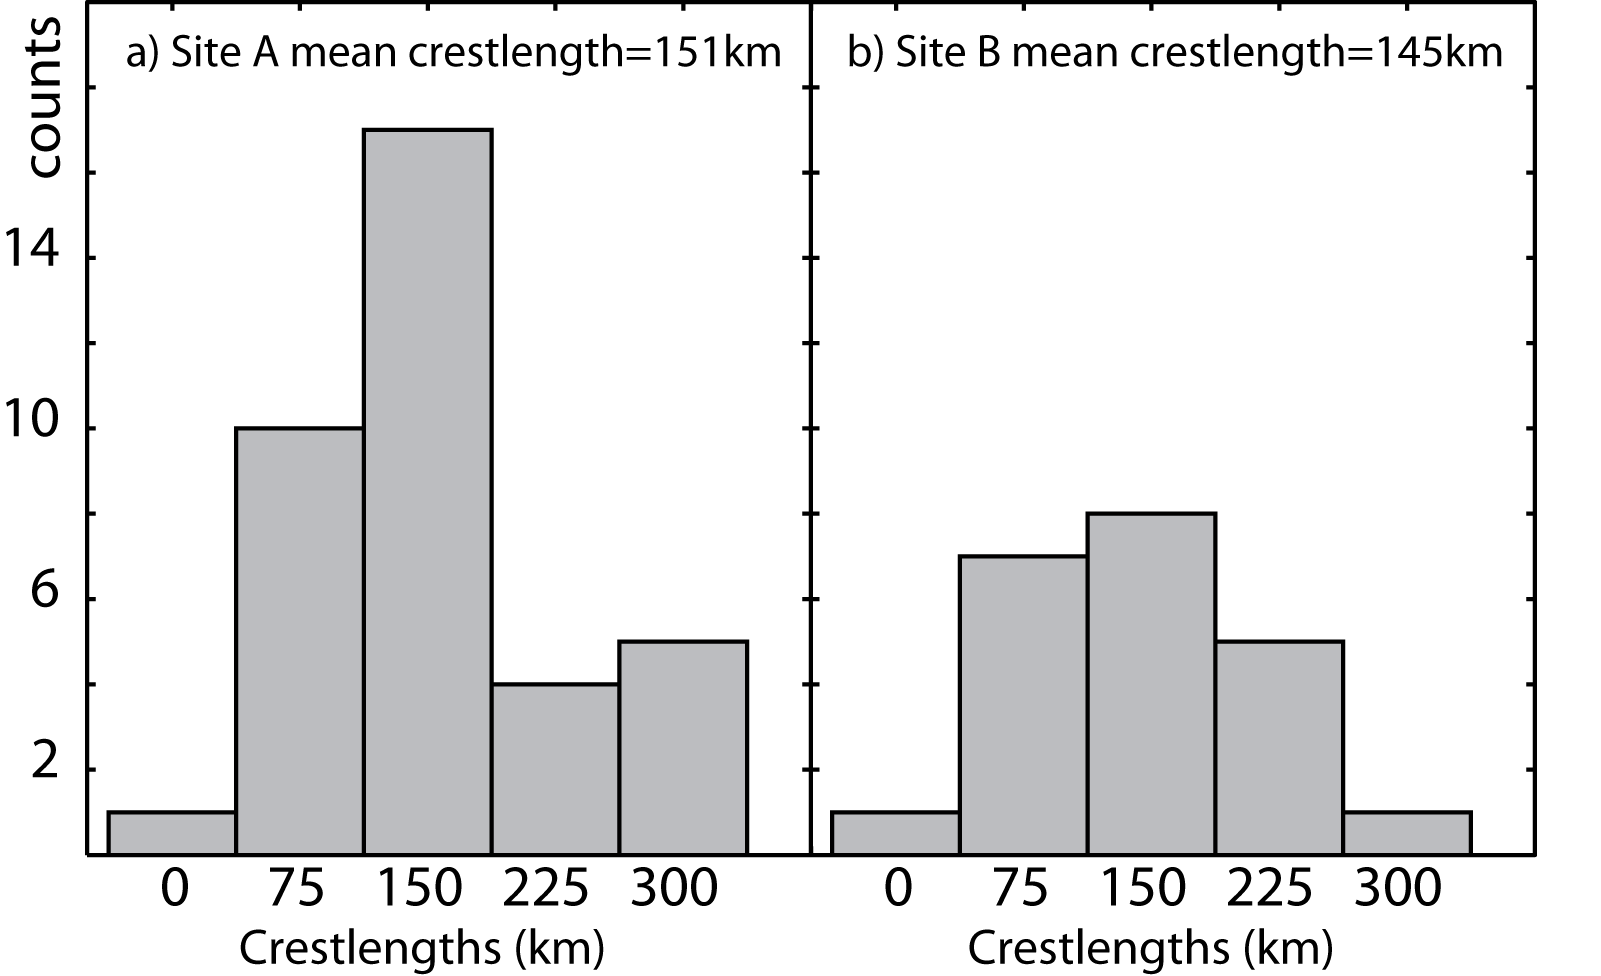 counts
a) Site A mean crestlength=151km
b) Site B mean crestlength=145km
14
10
6
2
0 75 150 225 300
0 75 150 225 300
Crestlengths (km)
Crestlengths (km)